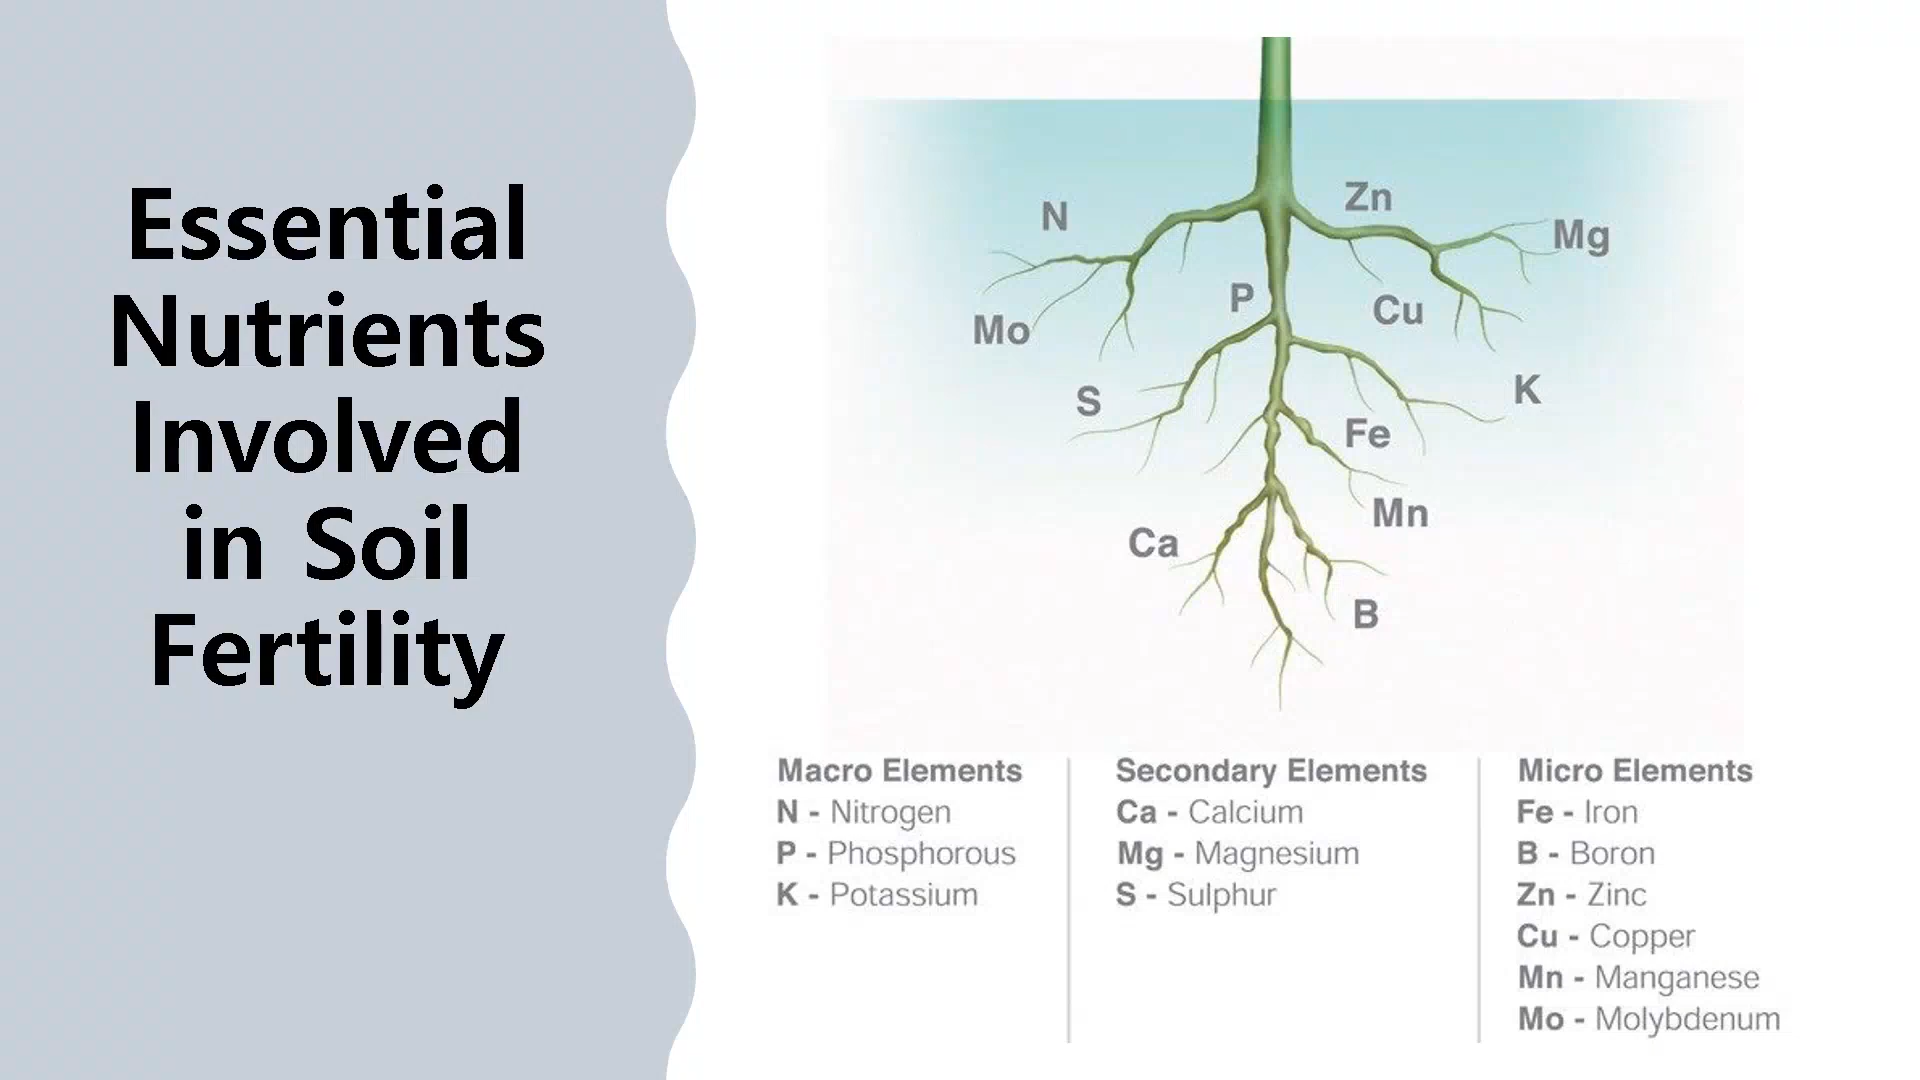 Essential
Nutrients
Involved
in Soil
Fertility
N
Zn
Mg
P
Cu
Mo
K
S
Fe
Mn
Ca
B
Macro Elements
N - Nitrogen
P - Phosphorous
K - Potassium
Secondary Elements
Ca - Calcium
Mg - Magnesium
S - Sulphur
Micro Elements
Fe - Iron
B - Boron
Zn - Zinc
Cu - Copper
Mn - Manganese
Mo - Molybdenum